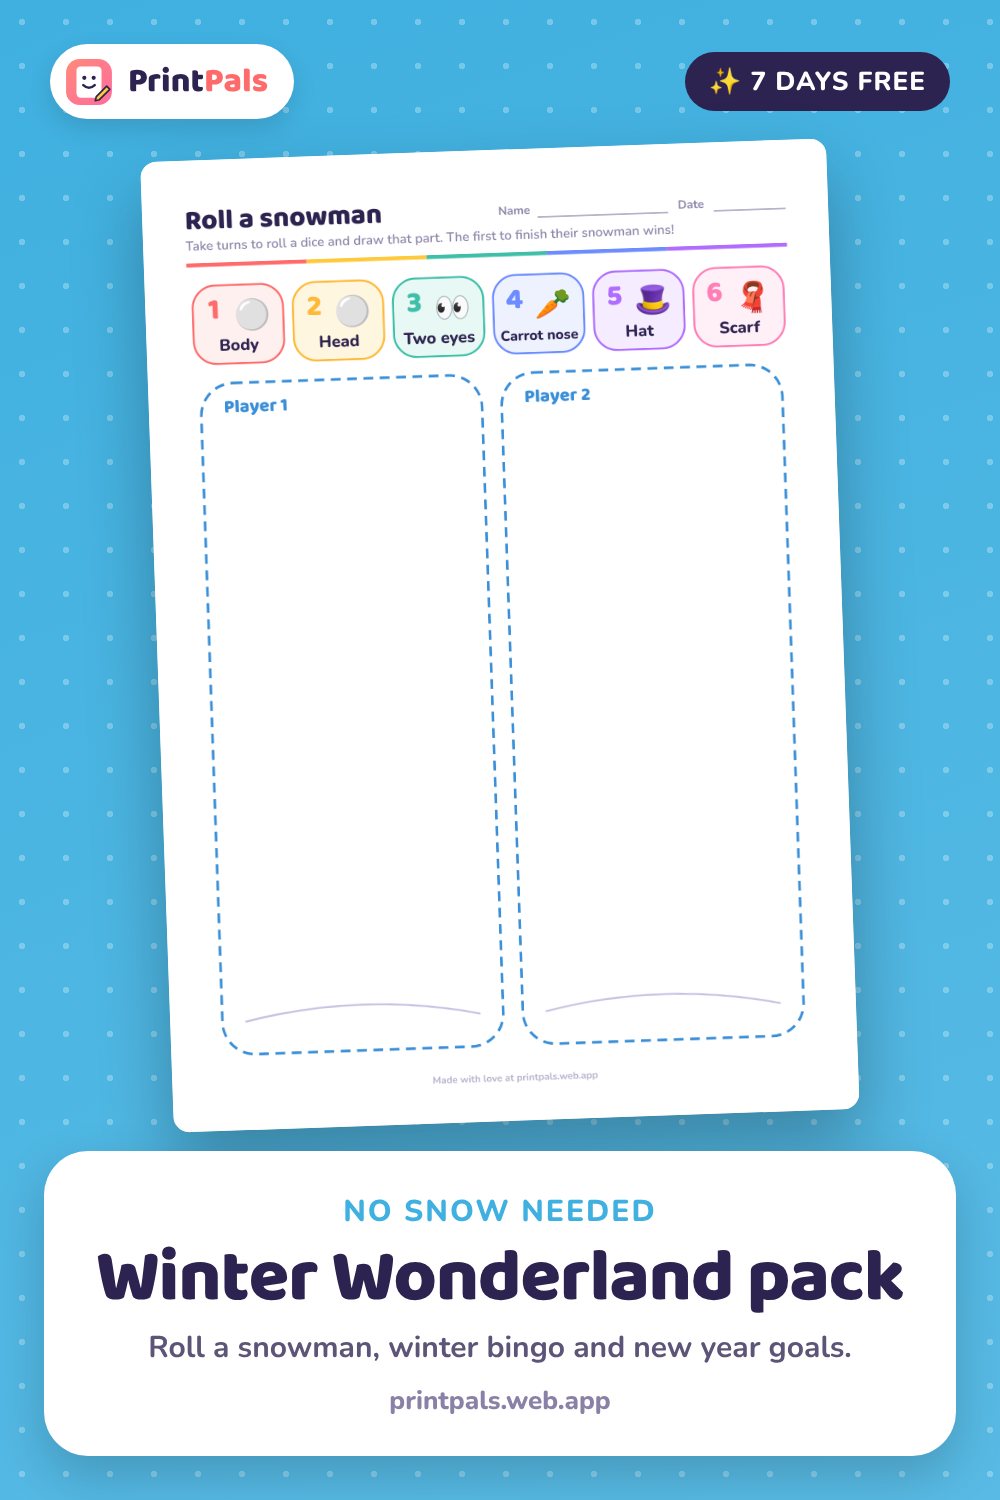 PrintPals
✨ 7 DAYS FREE
Roll a snowman
Name
Date
Take turns to roll a dice and draw that part. The first to finish their snowman wins!
1
Body
2
Head
3
Two eyes
4
Carrot nose
5
Hat
6
Scarf
Player 1
Player 2
Made with love at printpals.web.app
NO SNOW NEEDED
Winter Wonderland pack
Roll a snowman, winter bingo and new year goals.
printpals.web.app